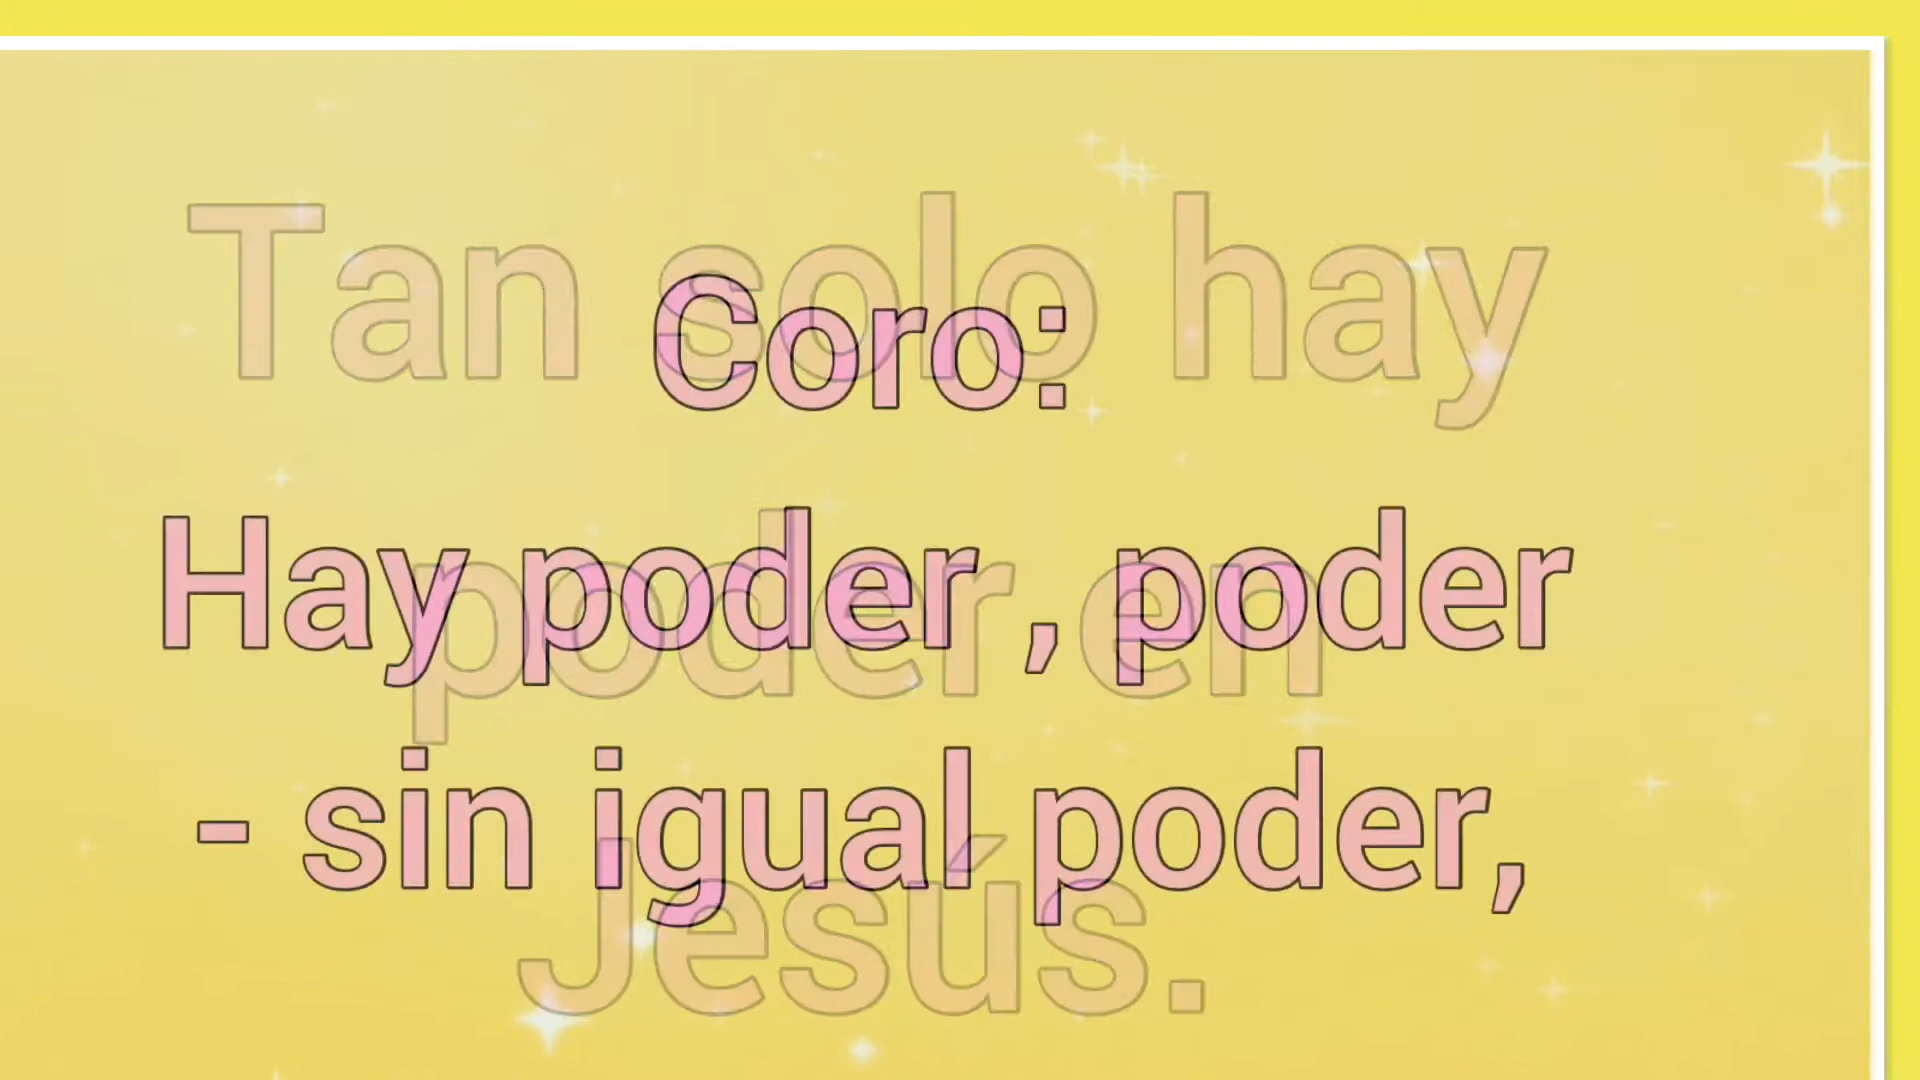 Tan solo hay
poder en
Jesús.
Coro:
Hay poder , poder
- sin igual poder,